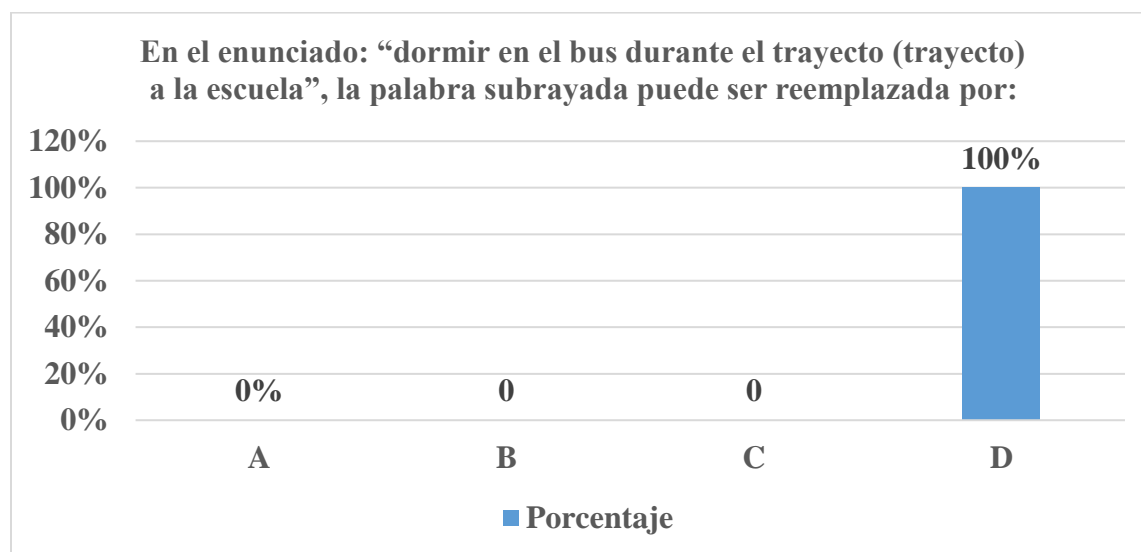 En el enunciado: “dormir en el bus durante el trayecto (trayecto)
a la escuela”, la palabra subrayada puede ser reemplazada por:
120%
100%
80%
60%
40%
20%
0%
0%
0
0
100%
A
B
C
D
Porcentaje